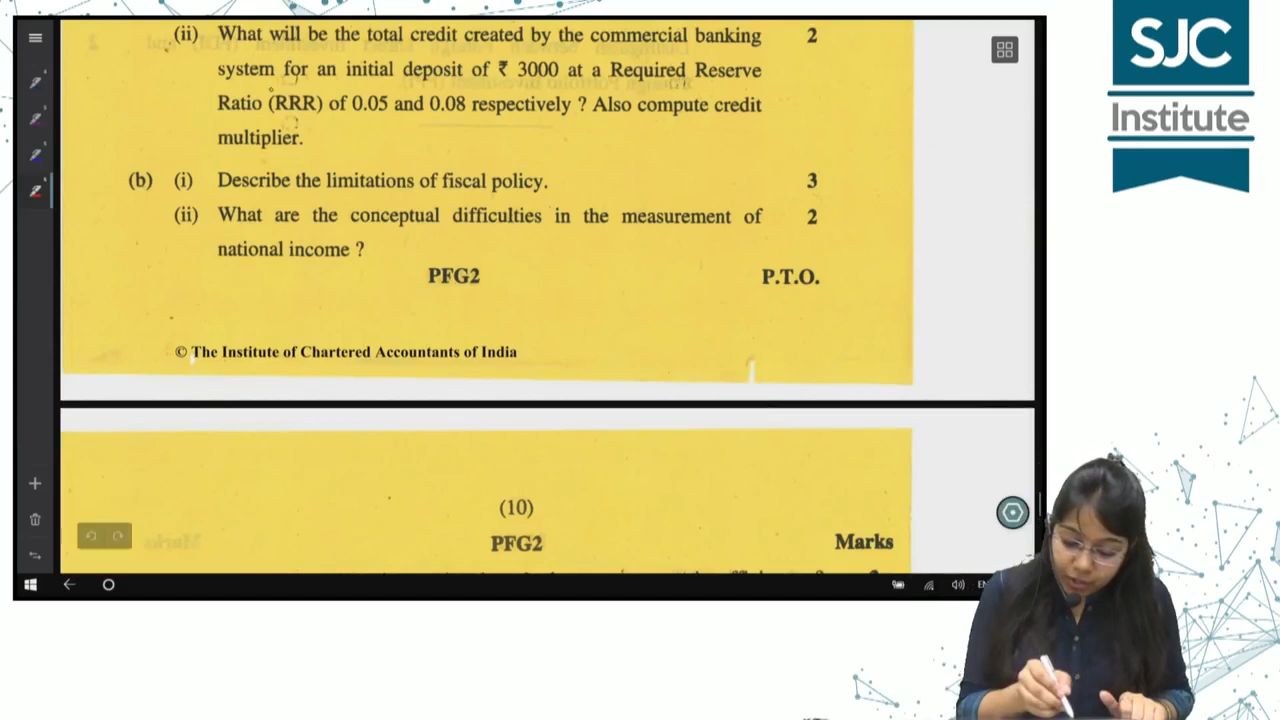 (ii) What will be the total credit created by the commercial banking 2
system for an initial deposit of ₹ 3000 at a Required Reserve
Ratio (RRR) of 0.05 and 0.08 respectively ? Also compute credit
multiplier.
(b) (i) Describe the limitations of fiscal policy. 3
(ii) What are the conceptual difficulties in the measurement of 2
national income ?
PFG2 P.T.O.
© The Institute of Chartered Accountants of India
(10)
PFG2 Marks
SJC
Institute